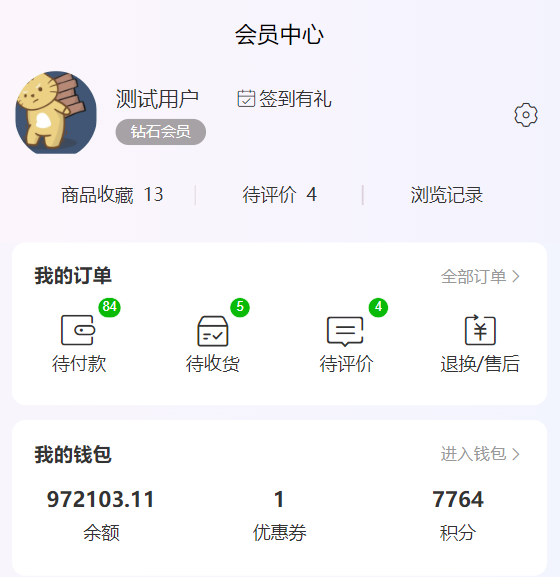 会员中心
测试用户 签到有礼
钻石会员
商品收藏 13 待评价 4 浏览记录
我的订单 全部订单
84 5 4
待付款 待收货 待评价 退换/售后
我的钱包 进入钱包
972103.11 1 7764
余额 优惠券 积分